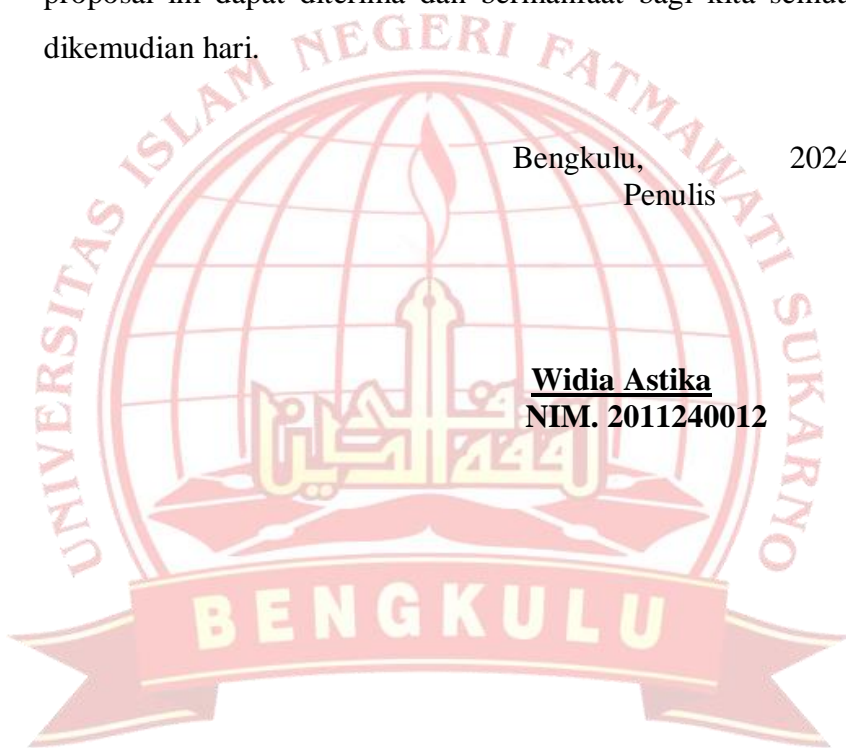 proposal ini dapat diterima dan bermanfaat bagi kita semua
dikemudian hari.
Bengkulu, 2024
Penulis
Widia Astika
NIM. 2011240012
UNIVERSITAS ISLAM NEGERI FATMAWATI SUKARNO
BENGKULU